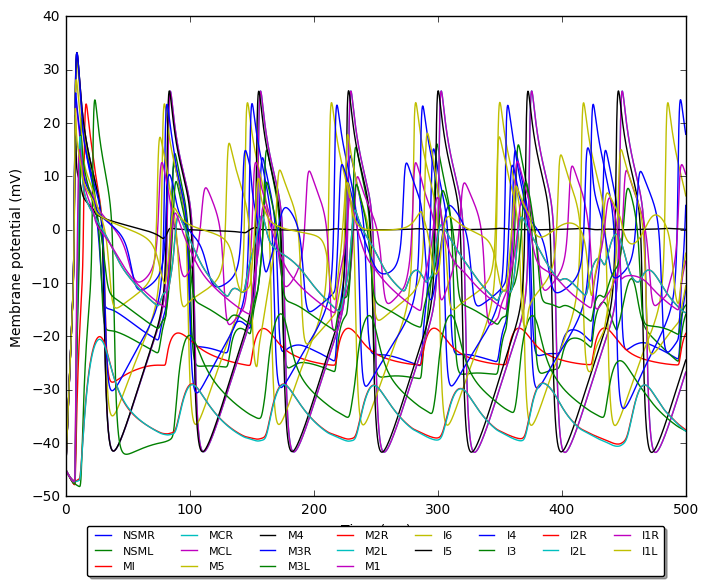 40
30
20
10
0
−10
−20
−30
−40
−50
Membrane potential (mV)
0 100 200 300 400 500
NSMR MCR M4 M2R I6 I4 I2R I1R
NSML MCL M3R M2L I5 I3 I2L I1L
MI M5 M3L M1